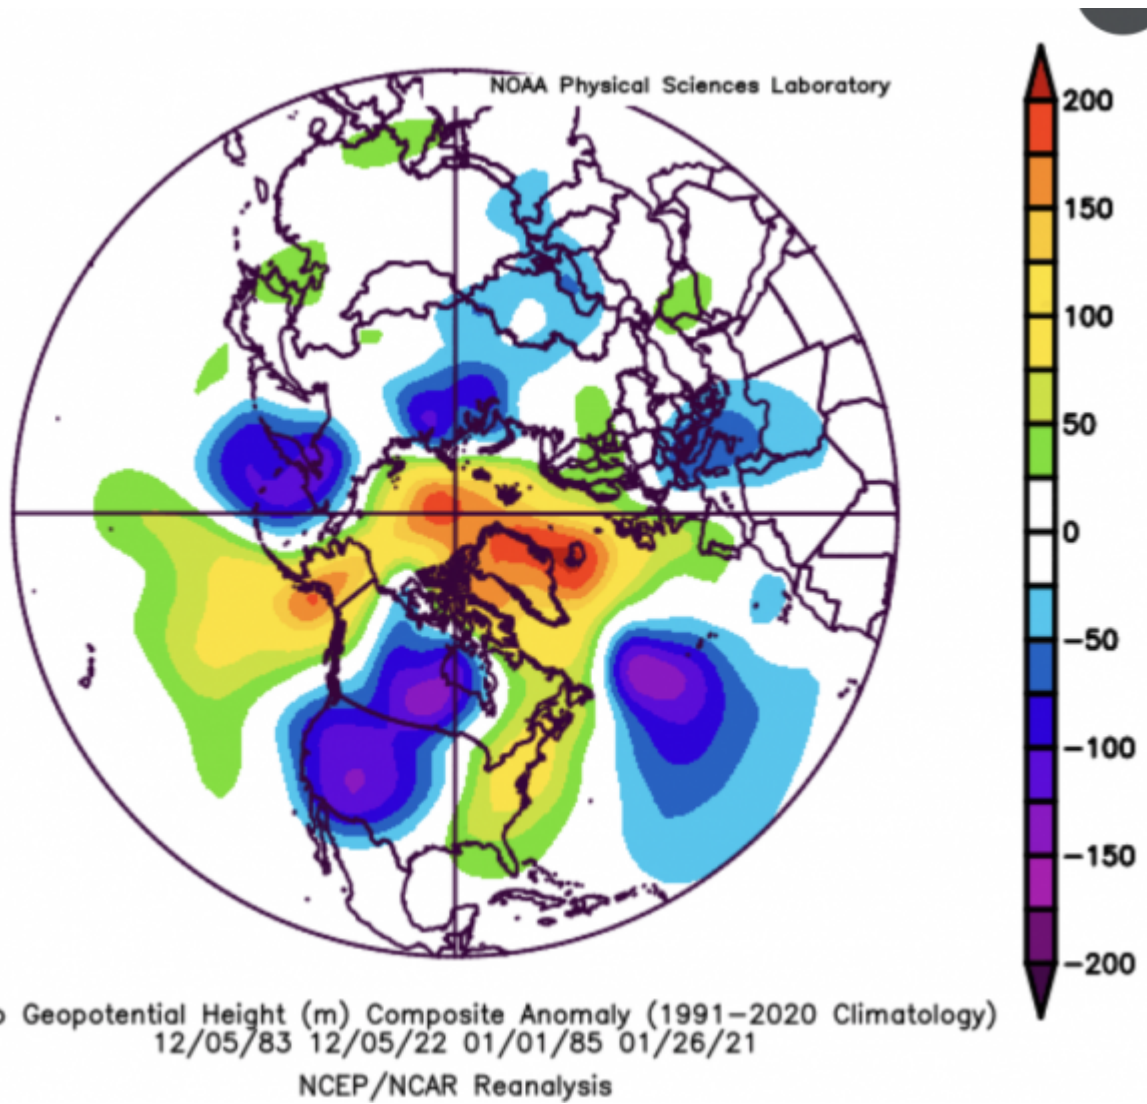 NOAA Physical Sciences Laboratory
200
150
100
50
0
-50
-100
-150
-200
Geopotential Height (m) Composite Anomaly (1991-2020 Climatology)
12/05/83 12/05/22 01/01/85 01/26/21
NCEP/NCAR Reanalysis